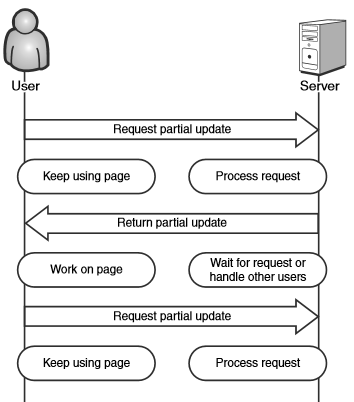 User
Server
Request partial update
Keep using page
Process request
Return partial update
Work on page
Wait for request or
handle other users
Request partial update
Keep using page
Process request